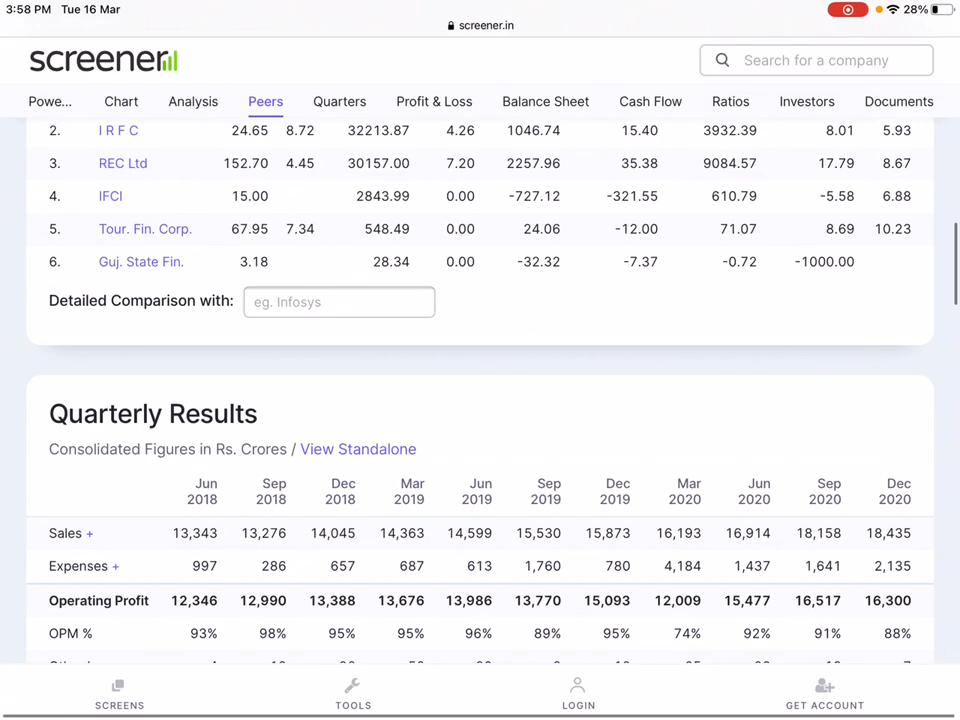 3:58 PM Tue 16 Mar 28%
screener.in
screener
Search for a company
Powe... Chart Analysis Peers Quarters Profit & Loss Balance Sheet Cash Flow Ratios Investors Documents
2. I R F C 24.65 8.72 32213.87 4.26 1046.74 15.40 3932.39 8.01 5.93
3. REC Ltd 152.70 4.45 30157.00 7.20 2257.96 35.38 9084.57 17.79 8.67
4. IFCI 15.00 2843.99 0.00 -727.12 -321.55 610.79 -5.58 6.88
5. Tour. Fin. Corp. 67.95 7.34 548.49 0.00 24.06 -12.00 71.07 8.69 10.23
6. Guj. State Fin. 3.18 28.34 0.00 -32.32 -7.37 -0.72 -1000.00
Detailed Comparison with: eg. Infosys
Quarterly Results
Consolidated Figures in Rs. Crores / View Standalone
Jun Sep Dec Mar Jun Sep Dec Mar Jun Sep Dec
2018 2018 2018 2019 2019 2019 2019 2020 2020 2020 2020
Sales + 13,343 13,276 14,045 14,363 14,599 15,530 15,873 16,193 16,914 18,158 18,435
Expenses + 997 286 657 687 613 1,760 780 4,184 1,437 1,641 2,135
Operating Profit 12,346 12,990 13,388 13,676 13,986 13,770 15,093 12,009 15,477 16,517 16,300
OPM % 93% 98% 95% 95% 96% 89% 95% 74% 92% 91% 88%
SCREENS TOOLS LOGIN GET ACCOUNT